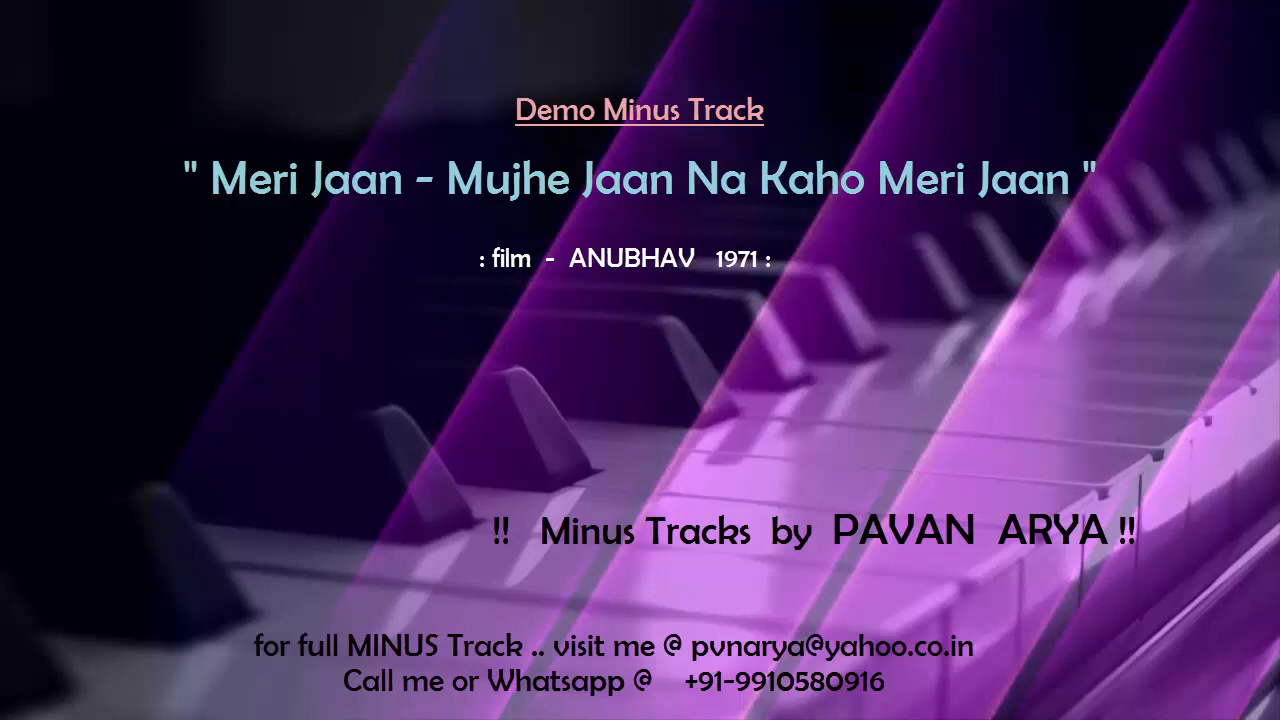 Demo Minus Track
" Meri Jaan - Mujhe Jaan Na Kaho Meri Jaan "
: film - ANUBHAV 1971 :
!! Minus Tracks by PAVAN ARYA !!
for full MINUS Track .. visit me @ pvnarya@yahoo.co.in
Call me or Whatsapp @ +91-9910580916